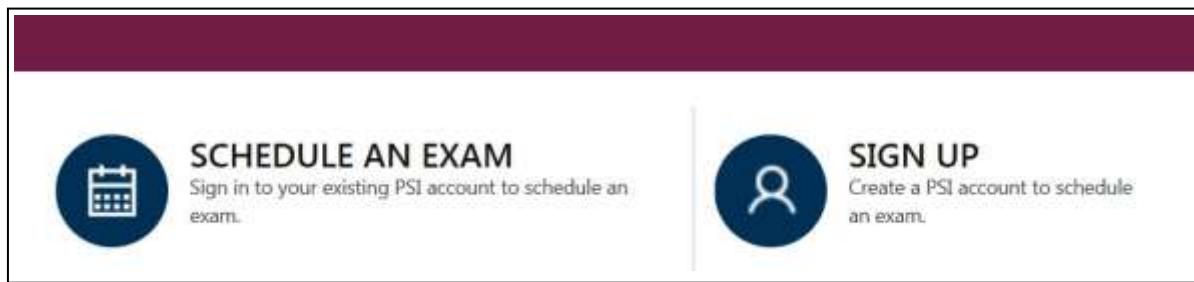 SCHEDULE AN EXAM
Sign in to your existing PSI account to schedule an
exam.
SIGN UP
Create a PSI account to schedule
an exam.